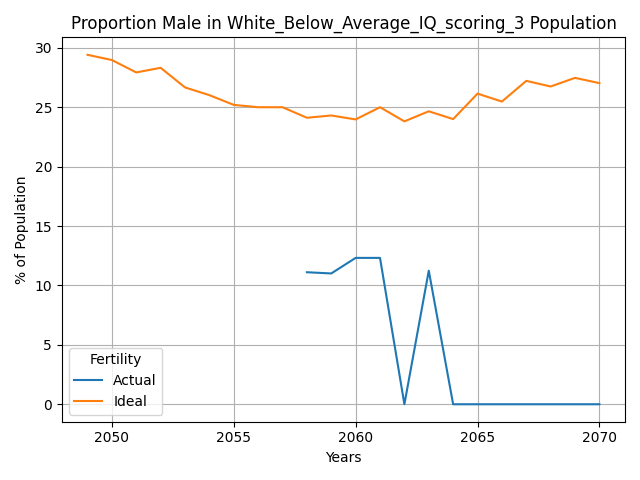 Proportion Male in White_Below_Average_IQ_scoring_3 Population
30
25
20
15
10
5
0
% of Population
Fertility
Actual
Ideal
2050 2055 2060 2065 2070
Years